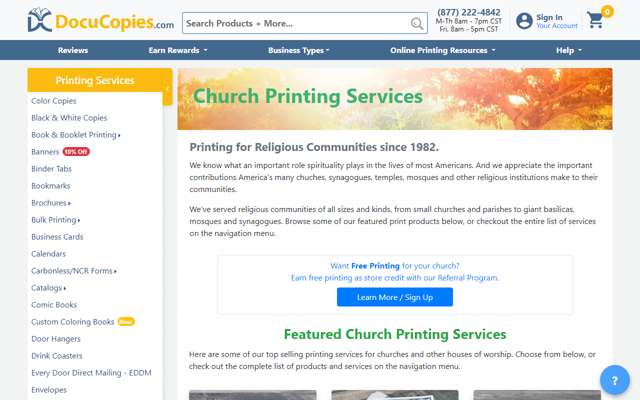 DocuCopies.com
Search Products + More...
(877) 222-4842
M-Th 8am - 7pm CST
Fri. 8am - 5pm CST
Sign In
Your Account
0
Reviews
Earn Rewards
Business Types
Online Printing Resources
Help
Printing Services
Color Copies
Black & White Copies
Book & Booklet Printing
Banners 10% Off
Binder Tabs
Bookmarks
Brochures
Bulk Printing
Business Cards
Calendars
Carbonless/NCR Forms
Catalogs
Comic Books
Custom Coloring Books New
Door Hangers
Drink Coasters
Every Door Direct Mailing - EDDM
Envelopes
Church Printing Services
Printing for Religious Communities since 1982.
We know what an important role spirituality plays in the lives of most Americans. And we appreciate the important
contributions America's many chuches, synagogues, temples, mosques and other religious institutions make to their
communities.
We've served religious communities of all sizes and kinds, from small churches and parishes to giant basilicas,
mosques and synagogues. Browse some of our featured print products below, or checkout the entire list of services
on the navigation menu.
Want Free Printing for your church?
Earn free printing as store credit with our Referral Program.
Learn More / Sign Up
Featured Church Printing Services
Here are some of our top selling printing services for churches and other houses of worship. Choose from below, or
check out the complete list of products and services on the navigation menu.
?